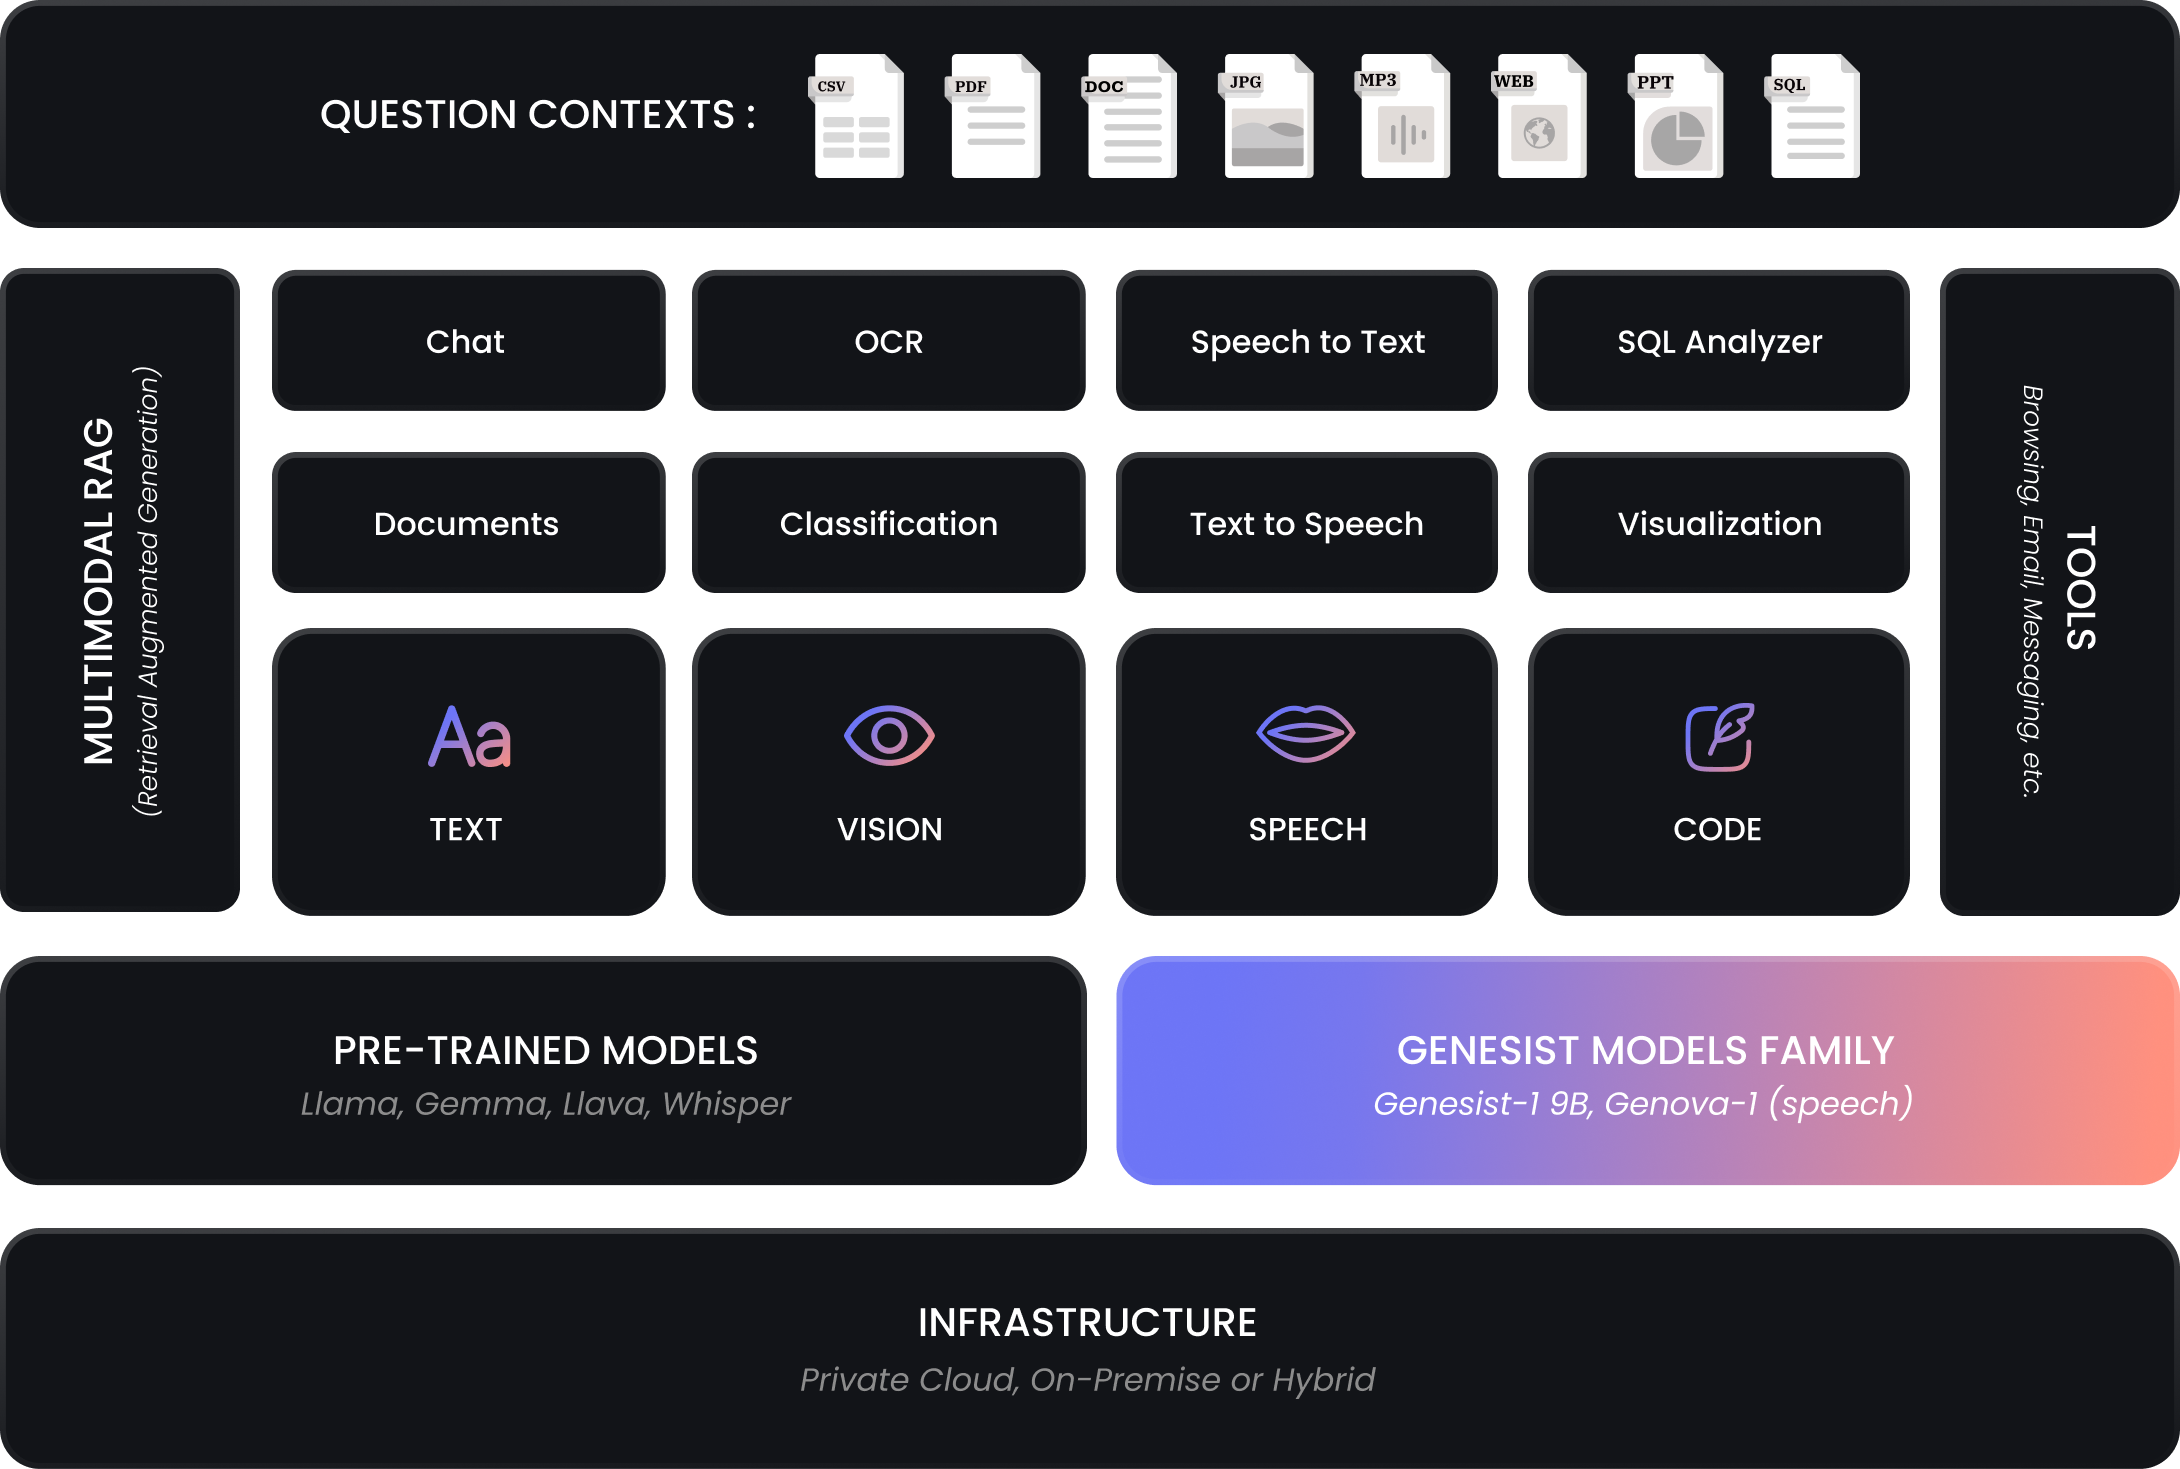 QUESTION CONTEXTS :
CSV
PDF
DOC
JPG
MP3
WEB
PPT
SQL
MULTIMODAL RAG
(Retrieval Augmented Generation)
Chat
OCR
Speech to Text
SQL Analyzer
Documents
Classification
Text to Speech
Visualization
Aa
TEXT
VISION
SPEECH
CODE
TOOLS
Browsing, Email, Messaging, etc.
PRE-TRAINED MODELS
Llama, Gemma, Llava, Whisper
GENESIST MODELS FAMILY
Genesist-1 9B, Genova-1 (speech)
INFRASTRUCTURE
Private Cloud, On-Premise or Hybrid